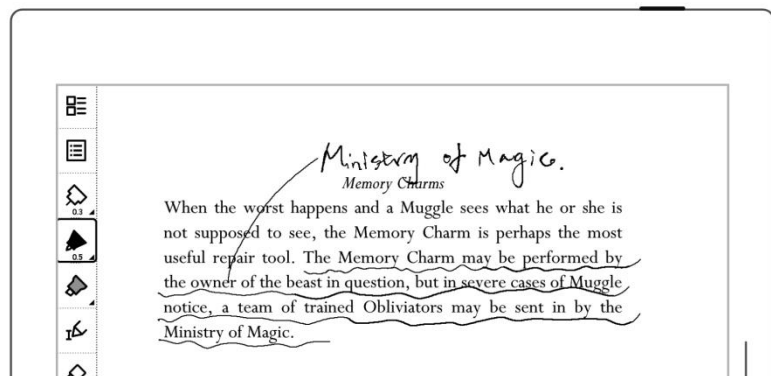 Ministry of Magic.
Memory Charms
When the worst happens and a Muggle sees what he or she is
not supposed to see, the Memory Charm is perhaps the most
useful repair tool. The Memory Charm may be performed by
the owner of the beast in question, but in severe cases of Muggle
notice, a team of trained Obliviators may be sent in by the
Ministry of Magic.
0.3
0.5